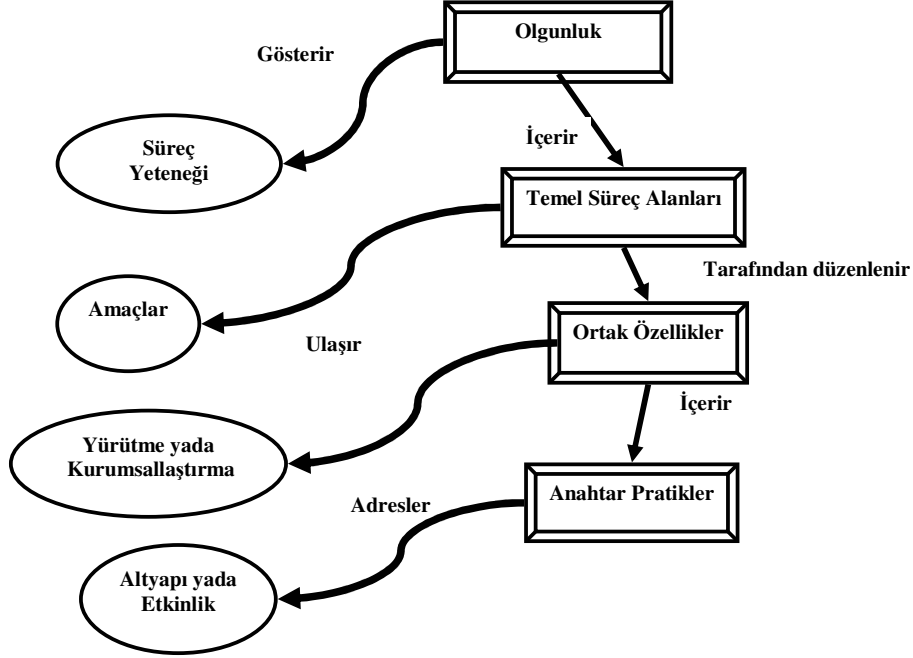 Olgunluk
Gösterir
İçerir
Süreç
Yeteneği
Temel Süreç Alanları
Tarafından düzenlenir
Amaçlar
Ulaşır
Ortak Özellikler
İçerir
Yürütme yada
Kurumsallaştırma
Anahtar Pratikler
Adresler
Altyapı yada
Etkinlik